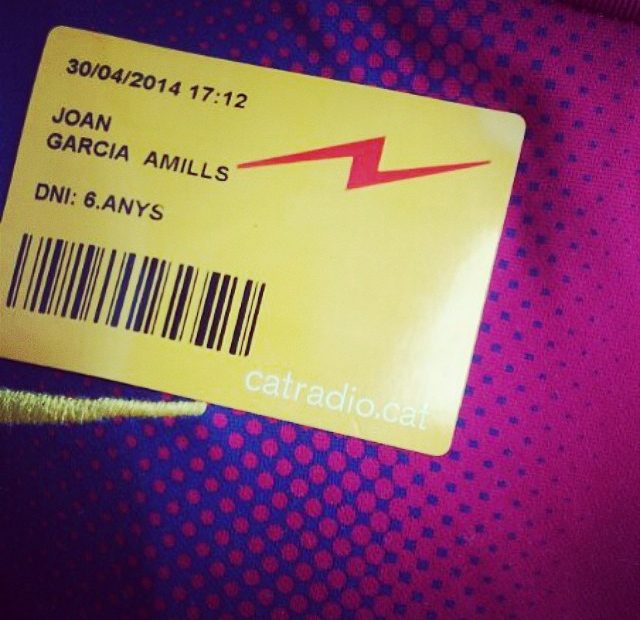 30/04/2014 17:12
JOAN
GARCIA AMILLS
DNI: 6.ANYS
catradio.cat